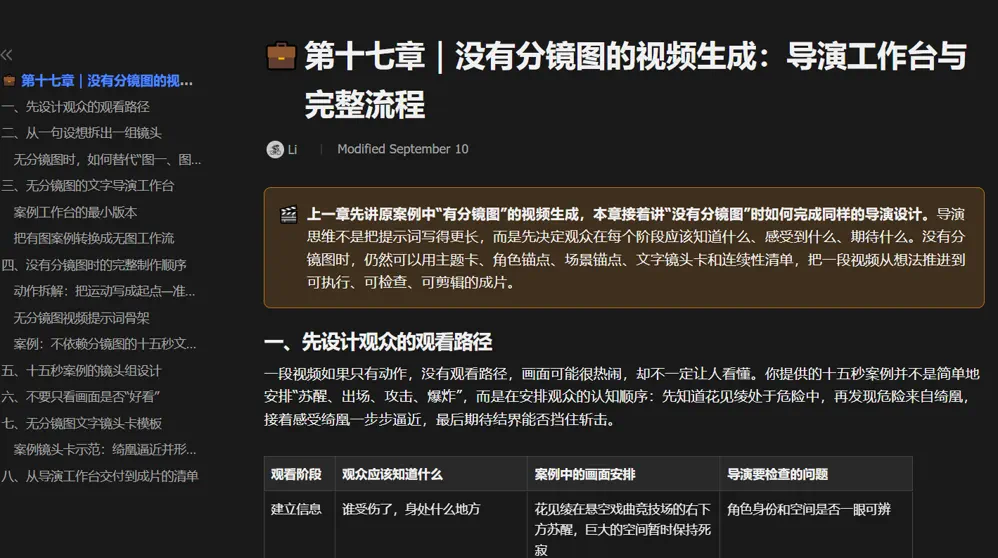 第十七章｜没有分镜图的视...
一、先设计观众的观看路径
二、从一句设想拆出一组镜头
无分镜图时，如何替代“图一、图...
三、无分镜图的文字导演工作台
案例工作台的最小版本
把有图案例转换成无图工作流
四、没有分镜图时的完整制作顺序
动作拆解：把运动写成起点—准...
无分镜图视频提示词骨架
案例：不依赖分镜图的十五秒文...
五、十五秒案例的镜头组设计
六、不要只看画面是否“好看”
七、无分镜图文字镜头卡模板
案例镜头卡示范：绮凰逼近并形...
八、从导演工作台交付到成片的清单
第十七章｜没有分镜图的视频生成：导演工作台与
完整流程
Li
Modified September 10
上一章先讲原案例中“有分镜图”的视频生成，本章接着讲“没有分镜图”时如何完成同样的导演设计。导演
思维不是把提示词写得更长，而是先决定观众在每个阶段应该知道什么、感受到什么、期待什么。没有分
镜图时，仍然可以用主题卡、角色锚点、场景锚点、文字镜头卡和连续性清单，把一段视频从想法推进到
可执行、可检查、可剪辑的成片。
一、先设计观众的观看路径
一段视频如果只有动作，没有观看路径，画面可能很热闹，却不一定让人看懂。你提供的十五秒案例并不是简单地
安排“苏醒、出场、攻击、爆炸”，而是在安排观众的认知顺序：先知道花见绫处于危险中，再发现危险来自绮凰，
接着感受绮凰一步步逼近，最后期待结界能否挡住斩击。
观看阶段
观众应该知道什么
案例中的画面安排
导演要检查的问题
建立信息
谁受伤了，身处什么地方
花见绫在悬空戏曲竞技场的右下
方苏醒，巨大的空间暂时保持死
寂
角色身份和空间是否一眼可辨